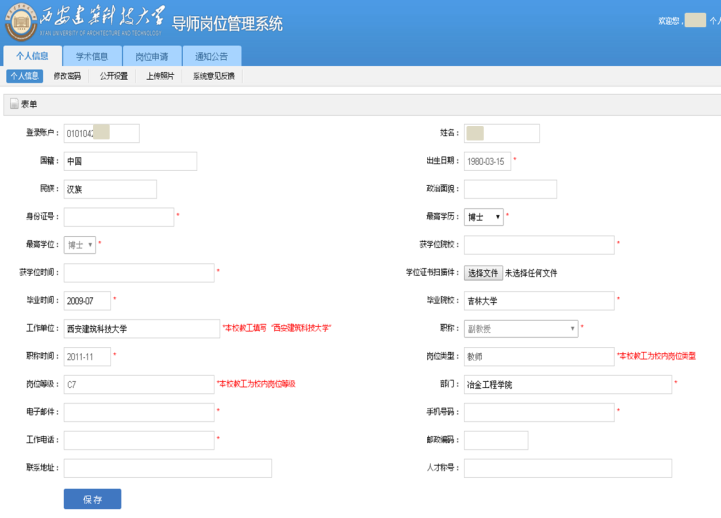 西安建筑科技大学 导师岗位管理系统
XI'AN UNIVERSITY OF ARCHITECTURE AND TECHNOLOGY
欢迎您, 个人
个人信息 学术信息 岗位申请 通知公告
个人信息 修改密码 公开设置 上传照片 系统意见反馈
表单
登录账户： 0101042 姓名：
国籍： 中国 出生日期： 1980-03-15 *
民族： 汉族 政治面貌：
身份证号： * 最高学历： 博士 *
最高学位： 博士 * 获学位院校： *
获学位时间： * 学位证书扫描件： 选择文件 未选择任何文件
毕业时间： 2009-07 * 毕业院校： 吉林大学 *
工作单位： 西安建筑科技大学 *本校教工填写“西安建筑科技大学” 职称： 副教授 *
职称时间： 2011-11 * 岗位类型： 教师 *本校教工为校内岗位类型
岗位等级： C7 *本校教工为校内岗位等级 部门： 冶金工程学院 *
电子邮件： * 手机号码： *
工作电话： * 邮政编码：
联系地址： 人才称号：
保存